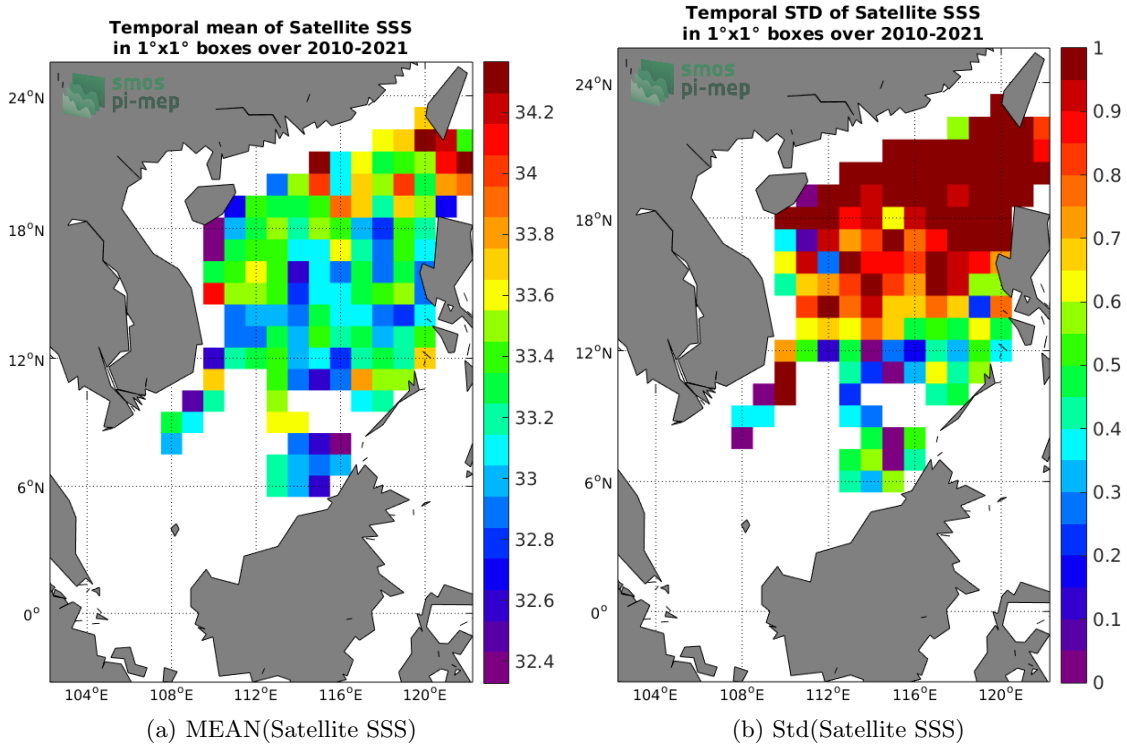 Temporal mean of Satellite SSS
in 1°x1° boxes over 2010-2021
smos
pi-mep
24°N
18°N
12°N
6°N
0°
104°E
108°E
112°E
116°E
120°E
34.2
34
33.8
33.6
33.4
33.2
33
32.8
32.6
32.4
(a) MEAN(Satellite SSS)
Temporal STD of Satellite SSS
in 1°x1° boxes over 2010-2021
smos
pi-mep
24°N
18°N
12°N
6°N
0°
104°E
108°E
112°E
116°E
120°E
1
0.9
0.8
0.7
0.6
0.5
0.4
0.3
0.2
0.1
0
(b) Std(Satellite SSS)